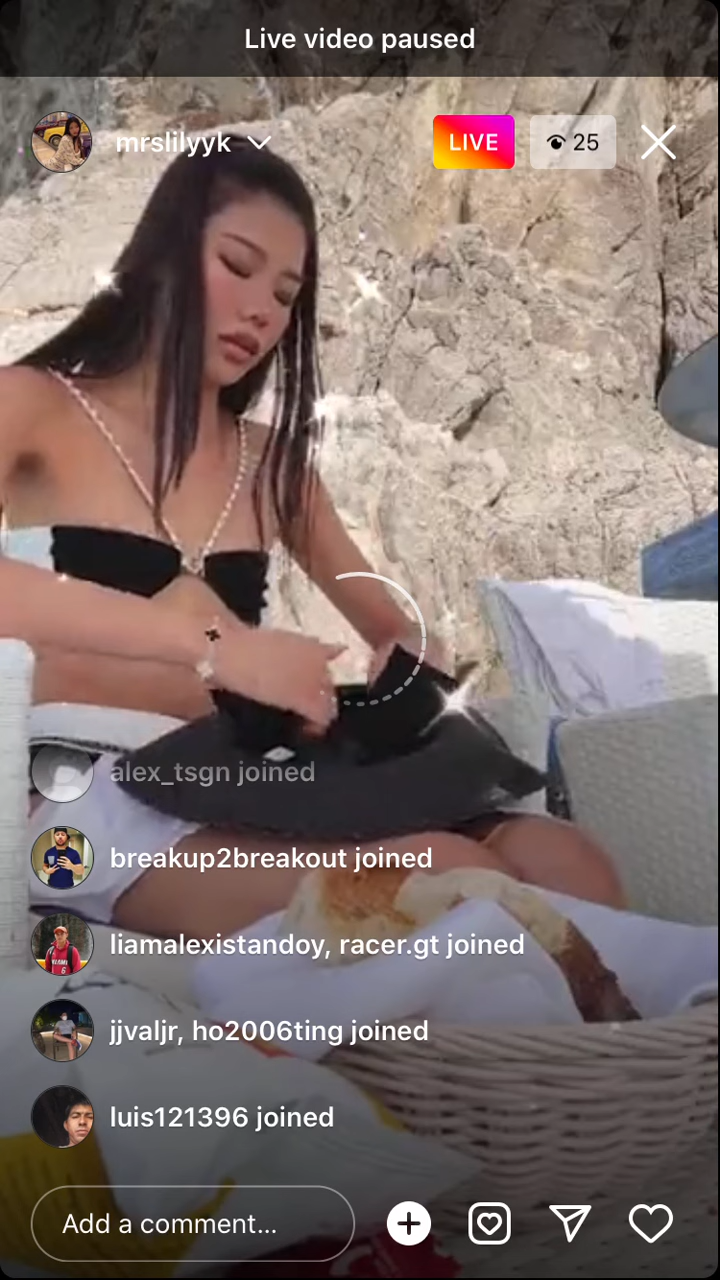 Live video paused
mrslilyyk
LIVE
25
alex_tsgn joined
breakup2breakout joined
liamalexistandoy, racer.gt joined
jjvaljr, ho2006ting joined
luis121396 joined
Add a comment...